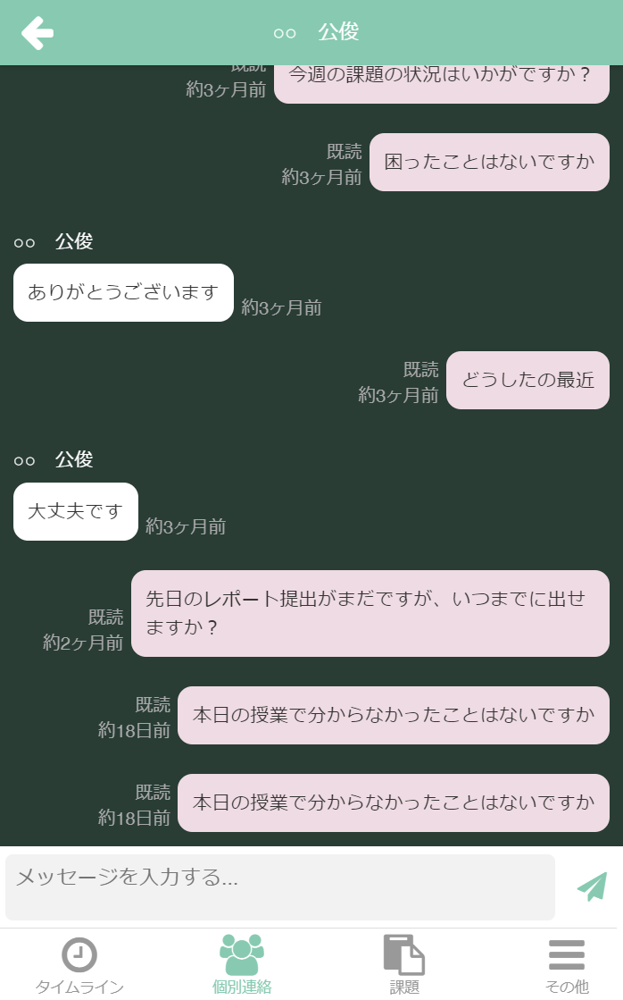 ○○　公俊
既読
今週の課題の状況はいかがですか？
約3ヶ月前
既読
困ったことはないですか
約3ヶ月前
○○　公俊
ありがとうございます
約3ヶ月前
既読
どうしたの最近
約3ヶ月前
○○　公俊
大丈夫です
約3ヶ月前
先日のレポート提出がまだですが、いつまでに出せ
ますか？
既読
約2ヶ月前
既読
本日の授業で分からなかったことはないですか
約18日前
既読
本日の授業で分からなかったことはないですか
約18日前
メッセージを入力する...
タイムライン
個別連絡
課題
その他